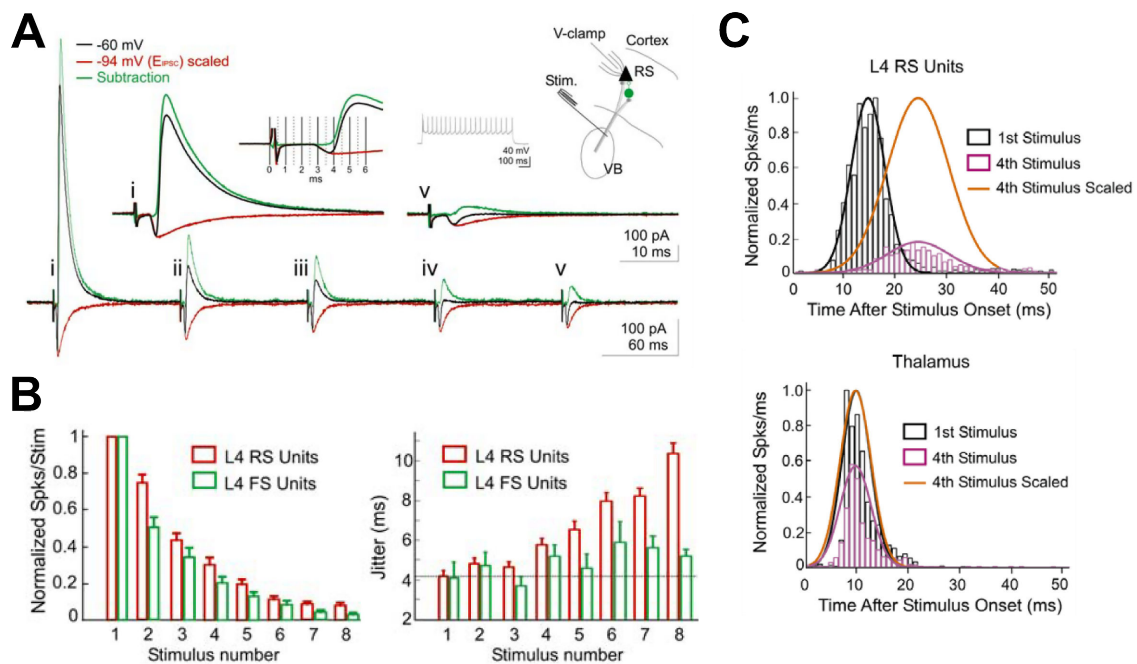 A
-60 mV
-94 mV (EIPSC) scaled
Subtraction
i
0 1 2 3 4 5 6
ms
40 mV
100 ms
V-clamp
Cortex
RS
Stim.
VB
v
100 pA
10 ms
i
ii
iii
iv
v
100 pA
60 ms
B
Normalized Spks/Stim
1
0.8
0.4
0.2
0
L4 RS Units
L4 FS Units
1 2 3 4 5 6 7 8
Stimulus number
Jitter (ms)
10
8
6
4
2
L4 RS Units
L4 FS Units
1 2 3 4 5 6 7 8
Stimulus number
C
L4 RS Units
Normalized Spks/ms
1.0
0.8
0.6
0.4
0.2
0
1st Stimulus
4th Stimulus
4th Stimulus Scaled
0 10 20 30 40 50
Time After Stimulus Onset (ms)
Thalamus
Normalized Spks/ms
1.0
0.8
0.6
0.4
0.2
0
1st Stimulus
4th Stimulus
4th Stimulus Scaled
0 10 20 30 40 50
Time After Stimulus Onset (ms)